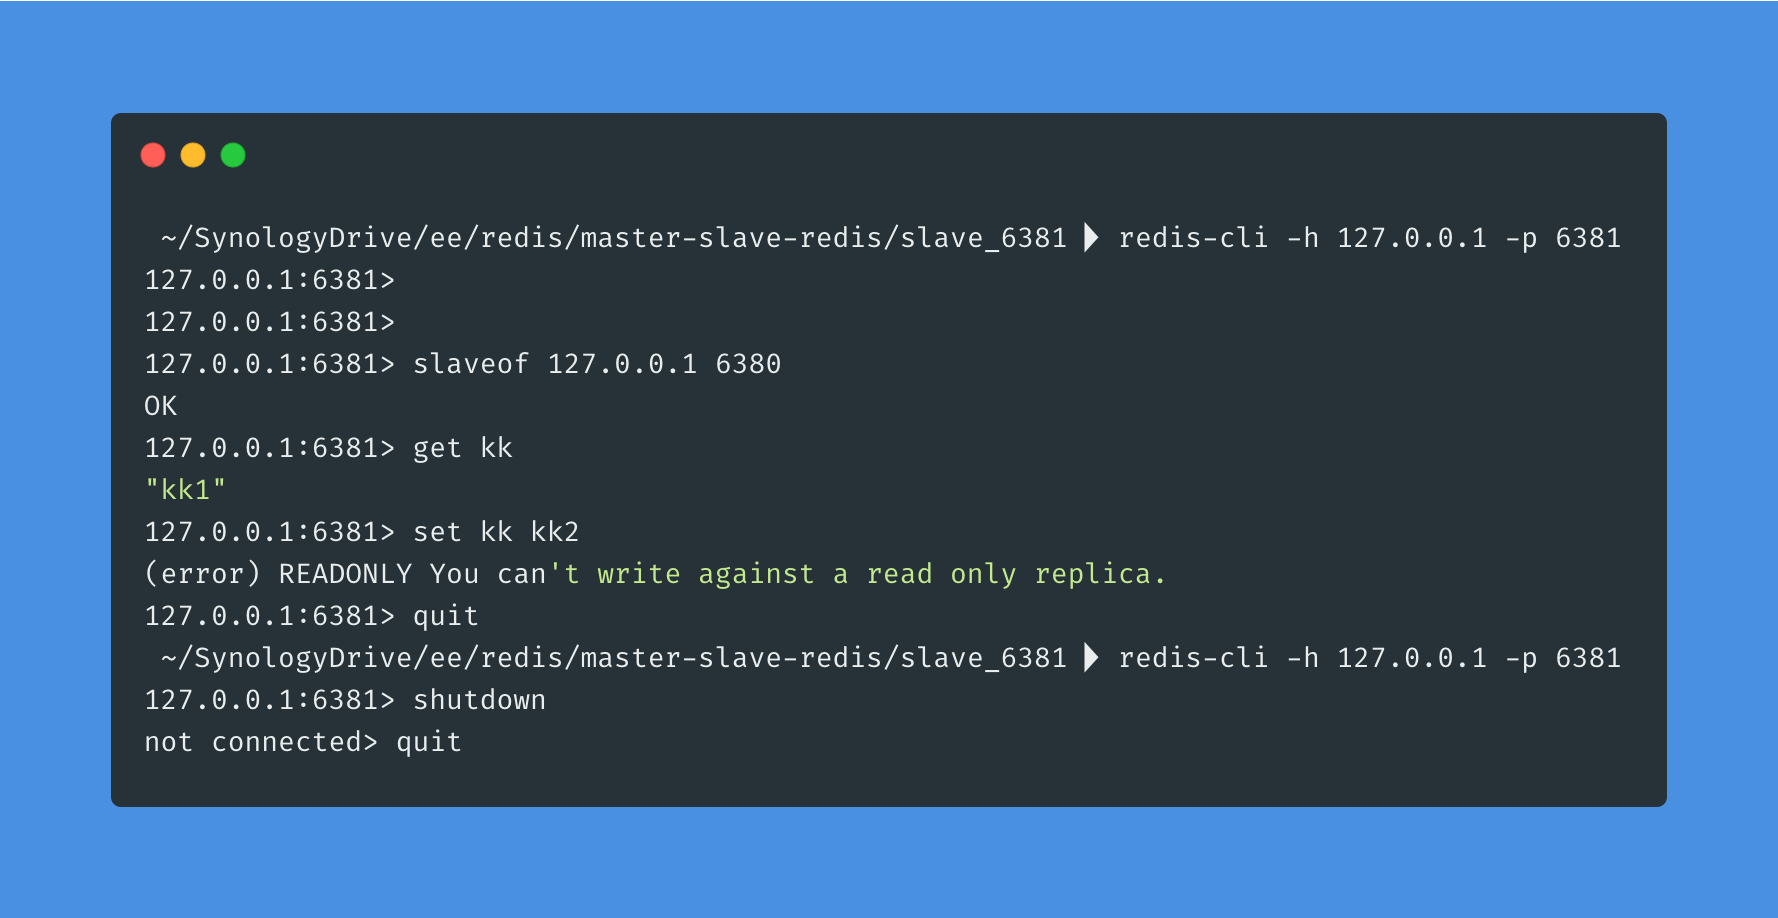 ~/SynologyDrive/ee/redis/master-slave-redis/slave_6381 ▶ redis-cli -h 127.0.0.1 -p 6381
127.0.0.1:6381>
127.0.0.1:6381>
127.0.0.1:6381> slaveof 127.0.0.1 6380
OK
127.0.0.1:6381> get kk
"kk1"
127.0.0.1:6381> set kk kk2
(error) READONLY You can't write against a read only replica.
127.0.0.1:6381> quit
~/SynologyDrive/ee/redis/master-slave-redis/slave_6381 ▶ redis-cli -h 127.0.0.1 -p 6381
127.0.0.1:6381> shutdown
not connected> quit